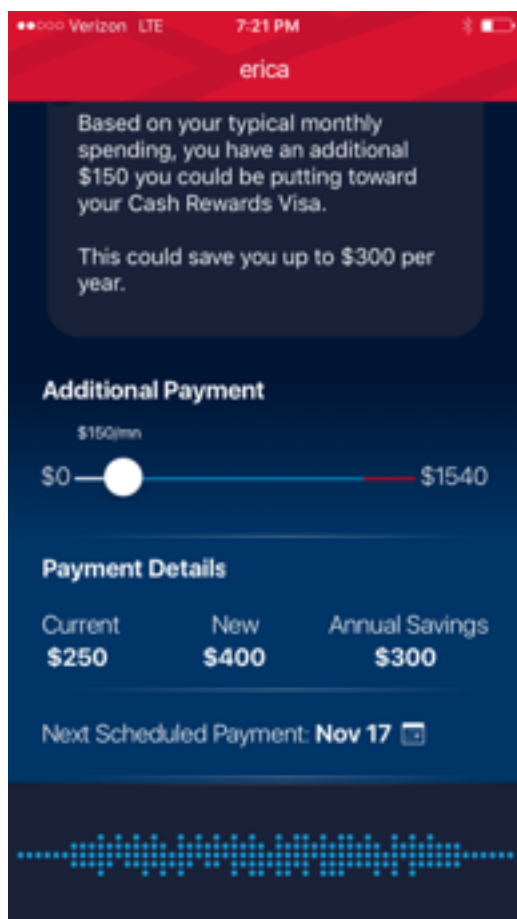 Verizon LTE 7:21 PM
erica
Based on your typical monthly
spending, you have an additional
$150 you could be putting toward
your Cash Rewards Visa.
This could save you up to $300 per
year.
Additional Payment
$150/mn
$0 $1540
Payment Details
Current New Annual Savings
$250 $400 $300
Next Scheduled Payment: Nov 17